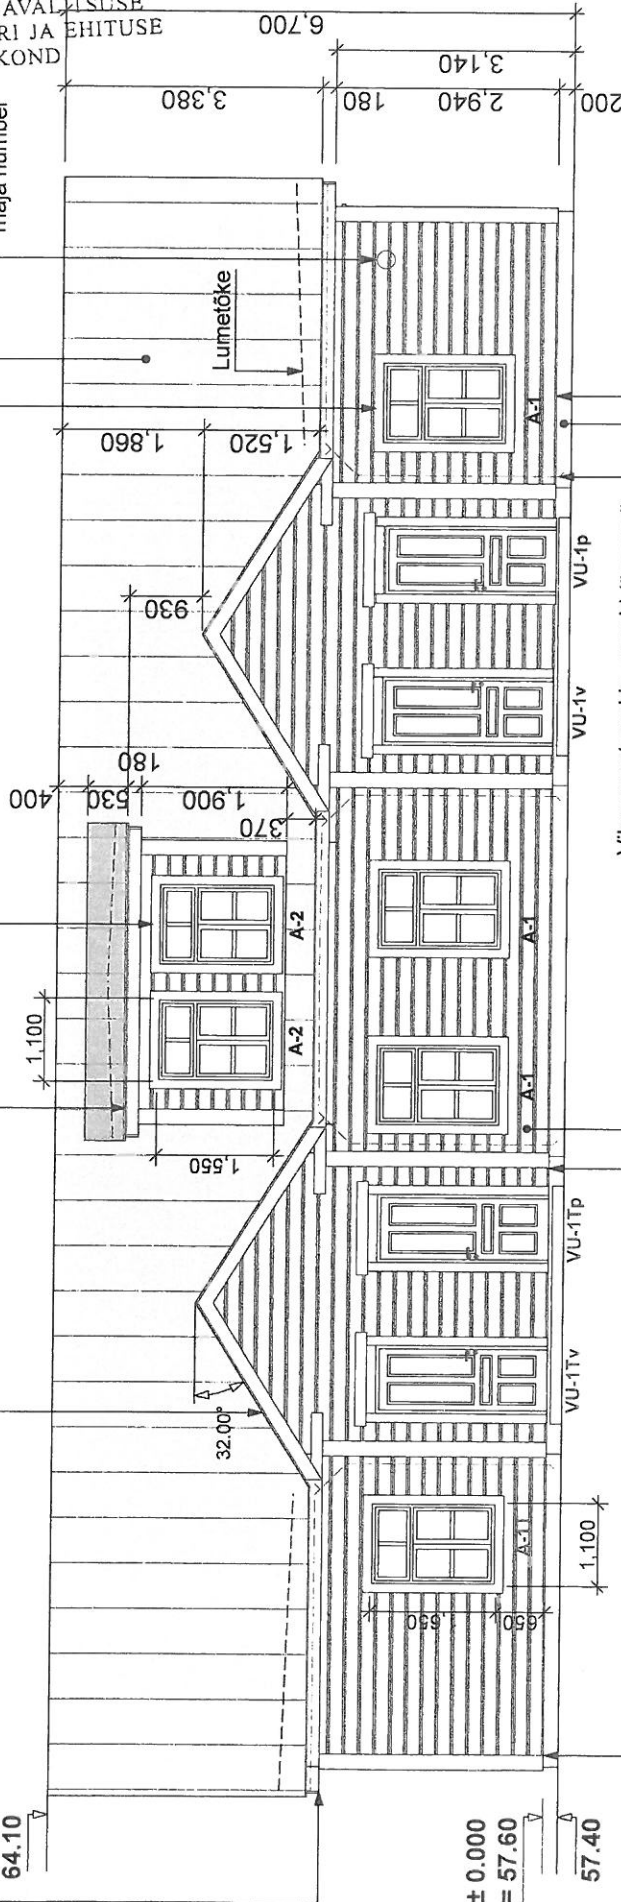 AVALITSUSE
RI JA EHITUSE
KOND
maja number
6,700
3,140
3,380
180
2,940
200
Lumetõke
1,860
1,520
930
400
530
180
1,900
370
1,100
1,550
32.00°
A-2
A-2
A-1
A-1
A-1
A-1
VU-1p
VU-1v
VU-1Tp
VU-1Tv
1,650
650
1,100
64.10
± 0.000
= 57.60
57.40